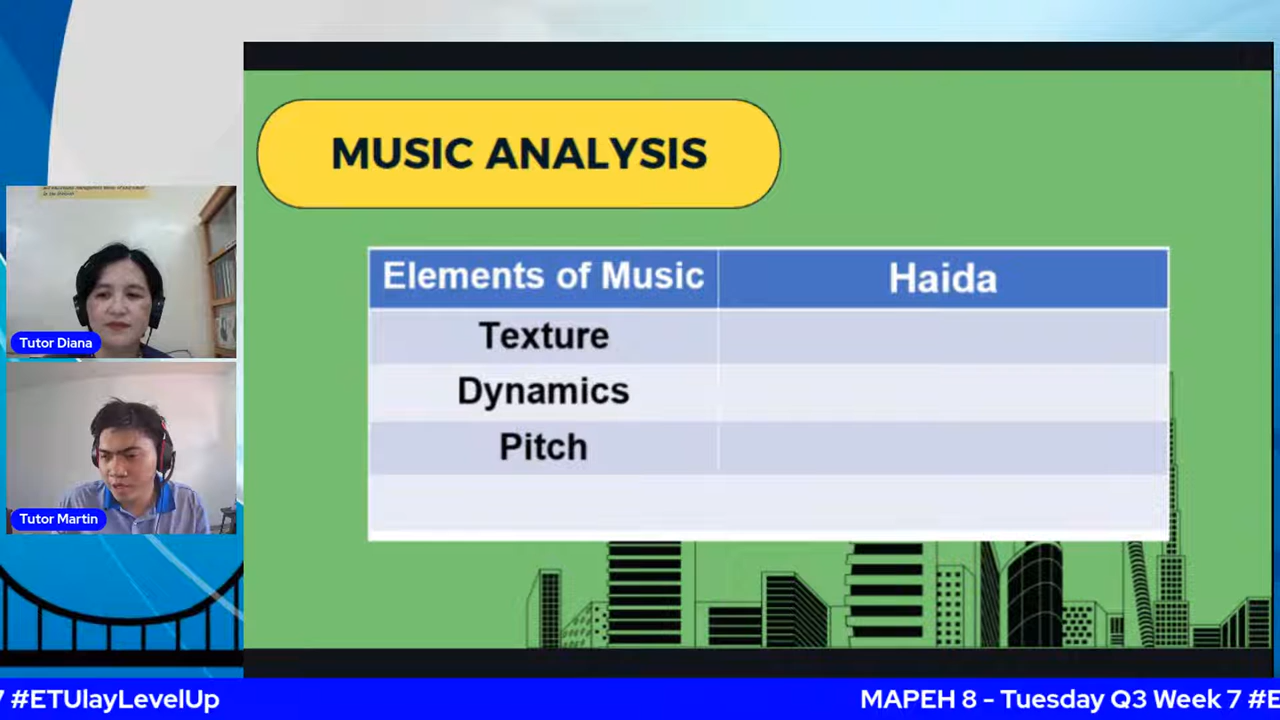 MUSIC ANALYSIS
Elements of Music Haida
Texture
Dynamics
Pitch
Tutor Diana
Tutor Martin
7 #ETUlayLevelUp MAPEH 8 - Tuesday Q3 Week 7 #E